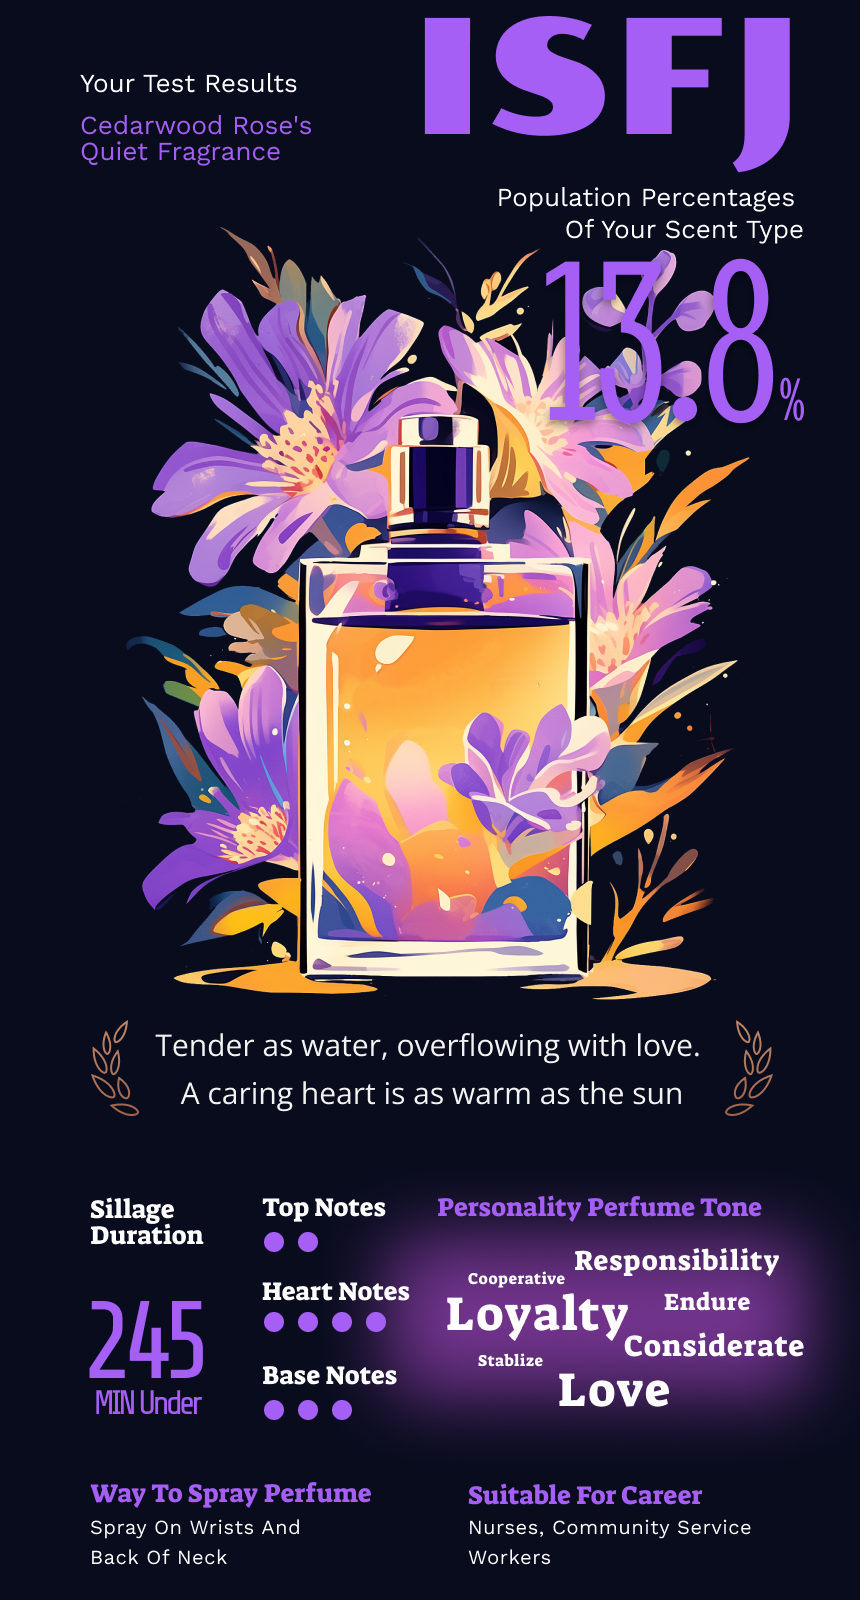 ISFJ
Your Test Results
Cedarwood Rose's
Quiet Fragrance
Population Percentages
Of Your Scent Type
13.8%
Tender as water, overflowing with love.
A caring heart is as warm as the sun
Sillage
Duration
245
MIN Under
Top Notes
Heart Notes
Base Notes
Personality Perfume Tone
Responsibility
Cooperative
Endure
Loyalty
Considerate
Stablize
Love
Way To Spray Perfume
Spray On Wrists And
Back Of Neck
Suitable For Career
Nurses, Community Service
Workers